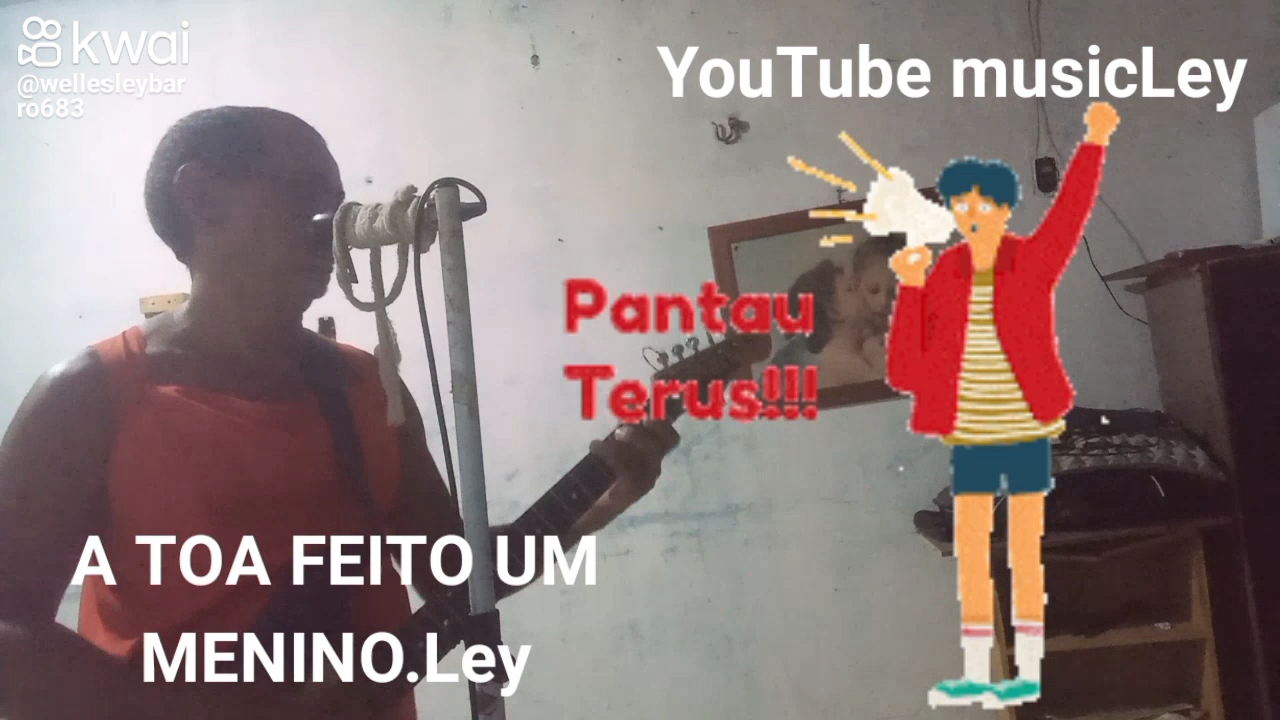 kwai
@wellesleybar
ro683
YouTube musicLey
Pantau
Terus!!!
A TOA FEITO UM
MENINO.Ley